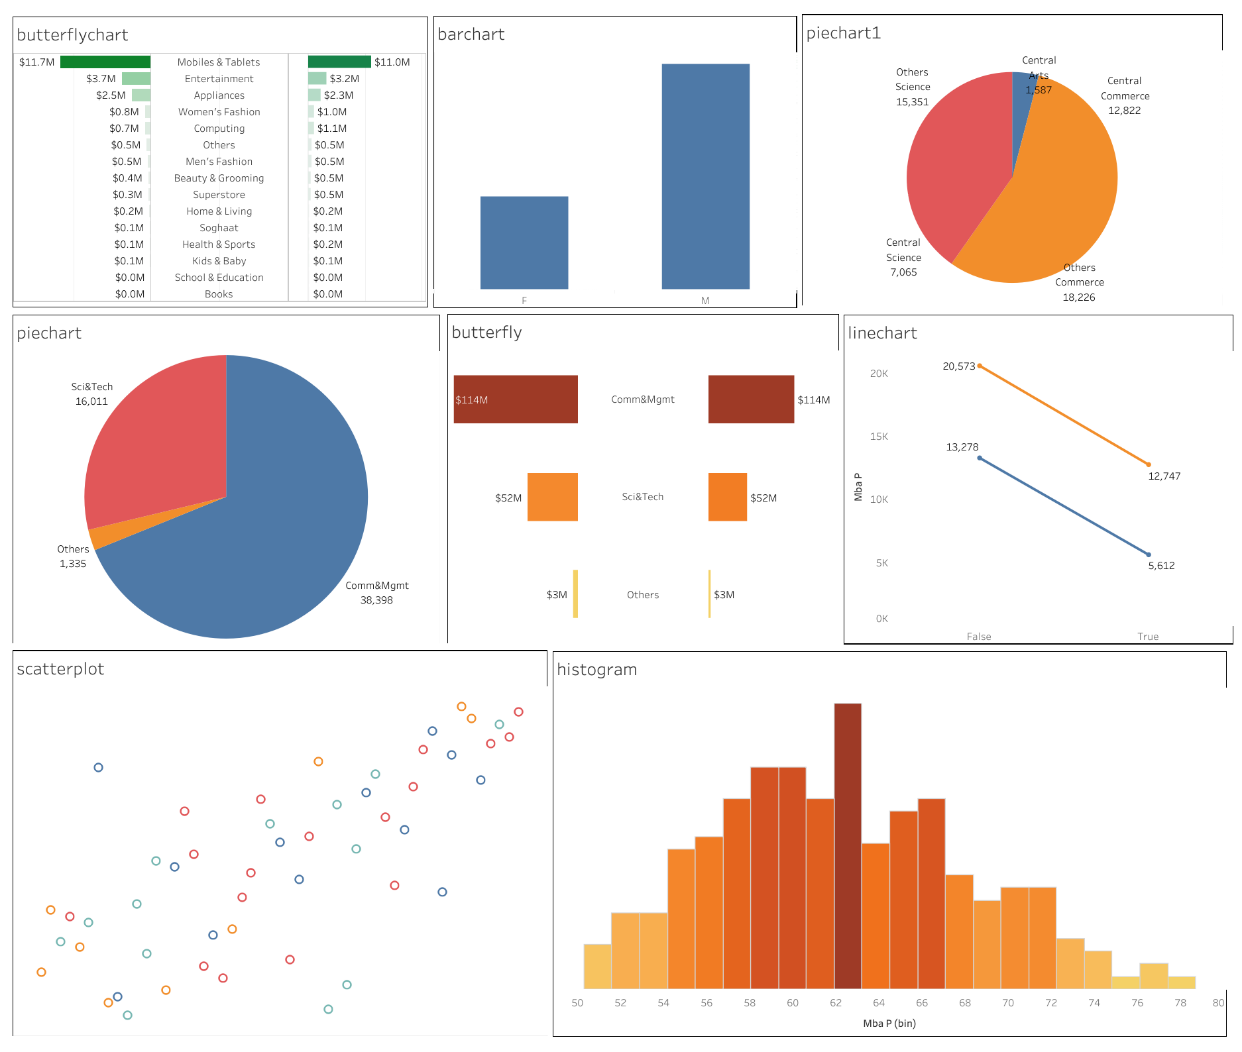 butterflychart
$11.7M Mobiles & Tablets $11.0M
$3.7M Entertainment $3.2M
$2.5M Appliances $2.3M
$0.8M Women's Fashion $1.0M
$0.7M Computing $1.1M
$0.5M Others $0.5M
$0.5M Men's Fashion $0.5M
$0.4M Beauty & Grooming $0.5M
$0.3M Superstore $0.5M
$0.2M Home & Living $0.2M
$0.1M Soghaat $0.1M
$0.1M Health & Sports $0.2M
$0.1M Kids & Baby $0.1M
$0.0M School & Education $0.0M
$0.0M Books $0.0M
barchart
F M
piechart1
Central
Arts
1,587
Others
Science
15,351
Central
Commerce
12,822
Central
Science
7,065
Others
Commerce
18,226
piechart
Sci&Tech
16,011
Others
1,335
Comm&Mgmt
38,398
butterfly
$114M Comm&Mgmt $114M
$52M Sci&Tech $52M
$3M Others $3M
linechart
20K
15K
10K
5K
0K
Mba P
20,573
13,278
12,747
5,612
False True
scatterplot
histogram
50 52 54 56 58 60 62 64 66 68 70 72 74 76 78 80
Mba P (bin)